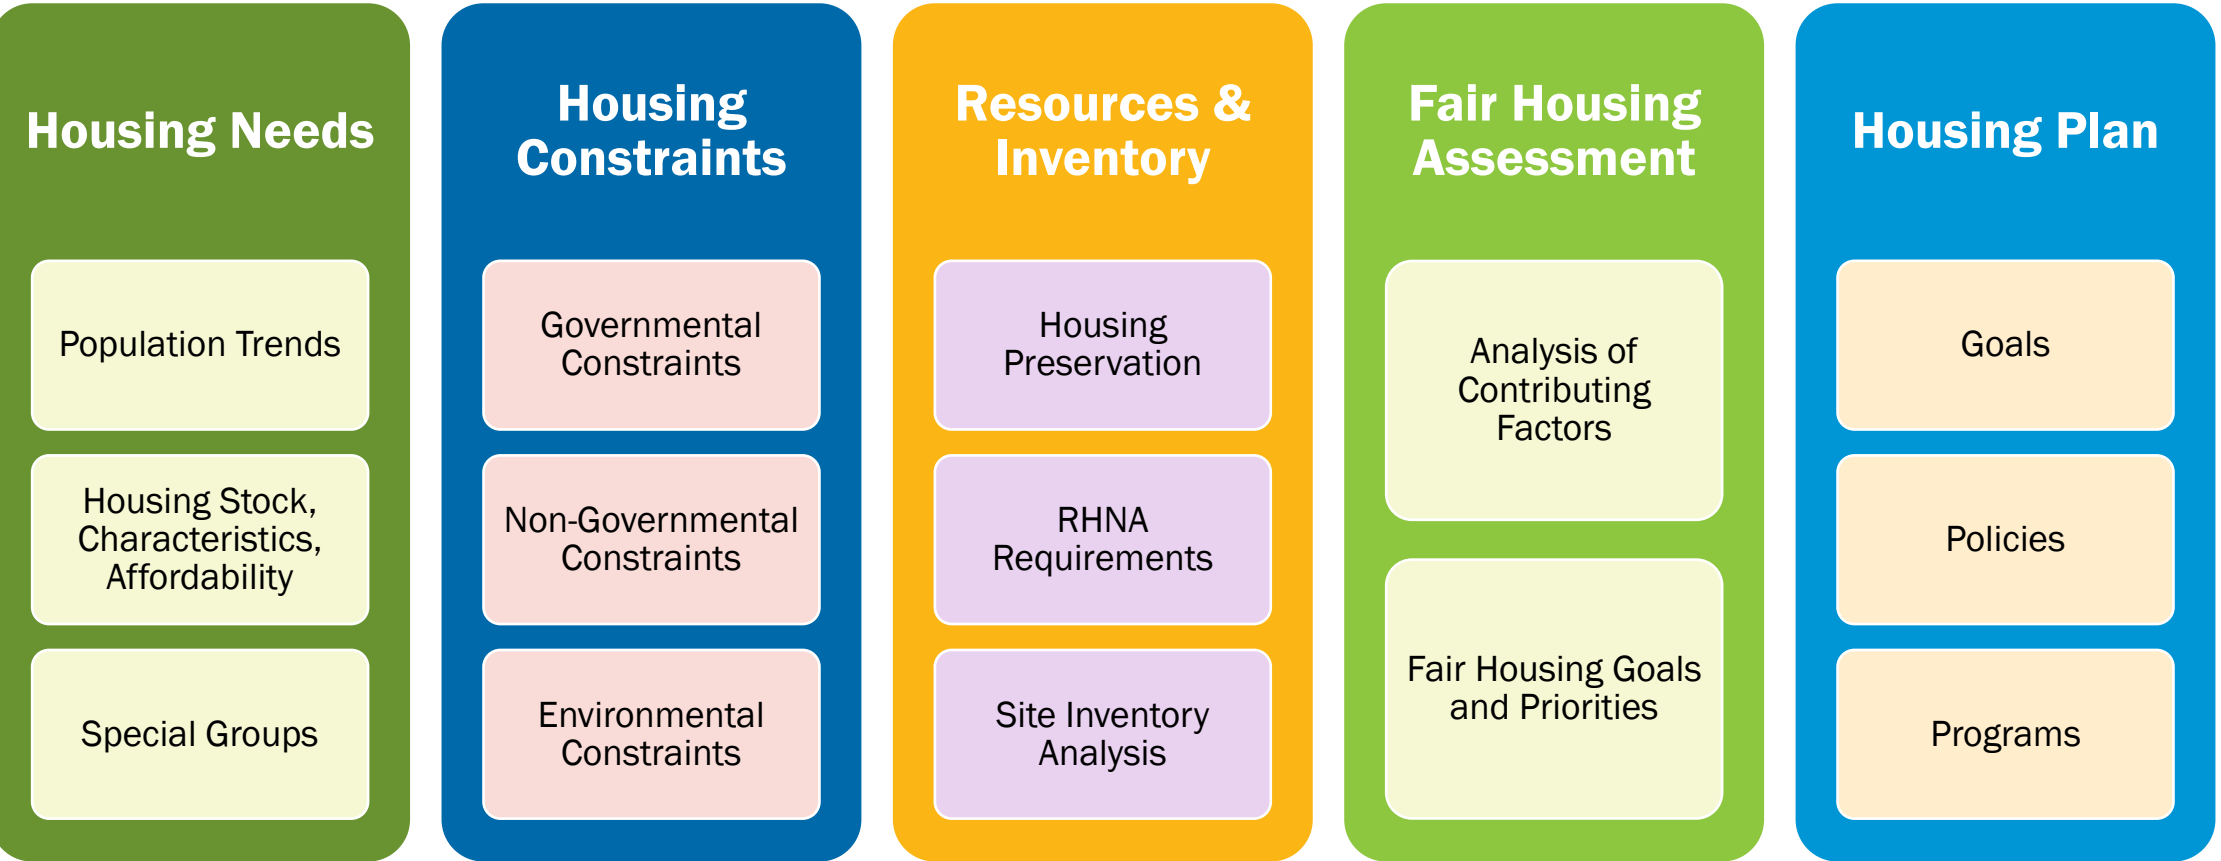 Housing Needs
Population Trends
Housing Stock,
Characteristics,
Affordability
Special Groups
Housing
Constraints
Governmental
Constraints
Non-Governmental
Constraints
Environmental
Constraints
Resources &
Inventory
Housing
Preservation
RHNA
Requirements
Site Inventory
Analysis
Fair Housing
Assessment
Analysis of
Contributing
Factors
Fair Housing Goals
and Priorities
Housing Plan
Goals
Policies
Programs